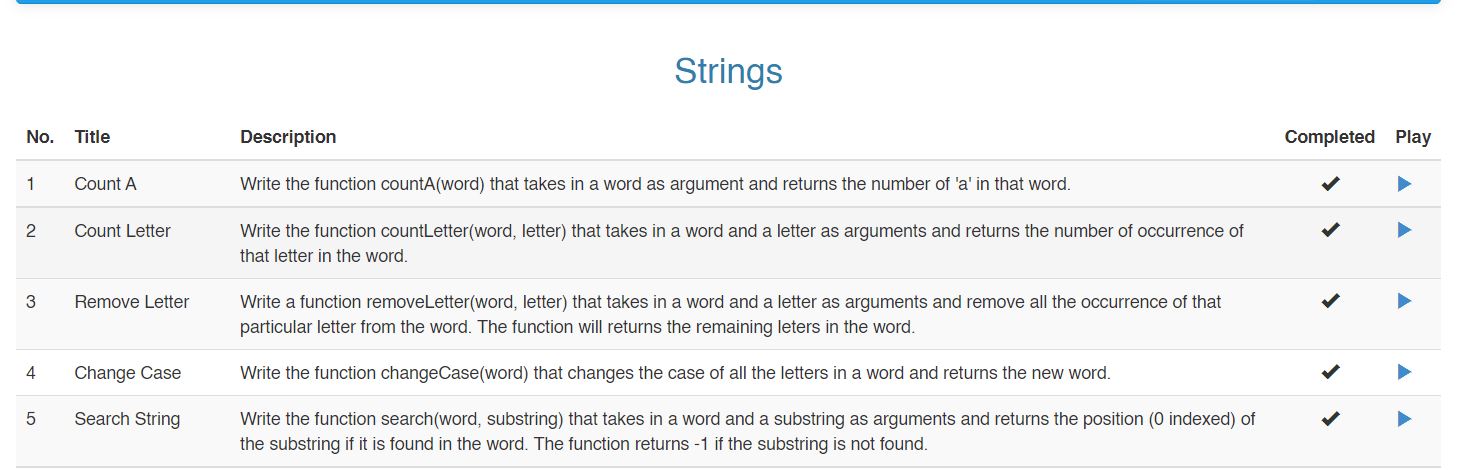 Strings
No. Title Description Completed Play
1 Count A Write the function countA(word) that takes in a word as argument and returns the number of 'a' in that word.
2 Count Letter Write the function countLetter(word, letter) that takes in a word and a letter as arguments and returns the number of occurrence of
that letter in the word.
3 Remove Letter Write a function removeLetter(word, letter) that takes in a word and a letter as arguments and remove all the occurrence of that
particular letter from the word. The function will returns the remaining leters in the word.
4 Change Case Write the function changeCase(word) that changes the case of all the letters in a word and returns the new word.
5 Search String Write the function search(word, substring) that takes in a word and a substring as arguments and returns the position (0 indexed) of
the substring if it is found in the word. The function returns -1 if the substring is not found.